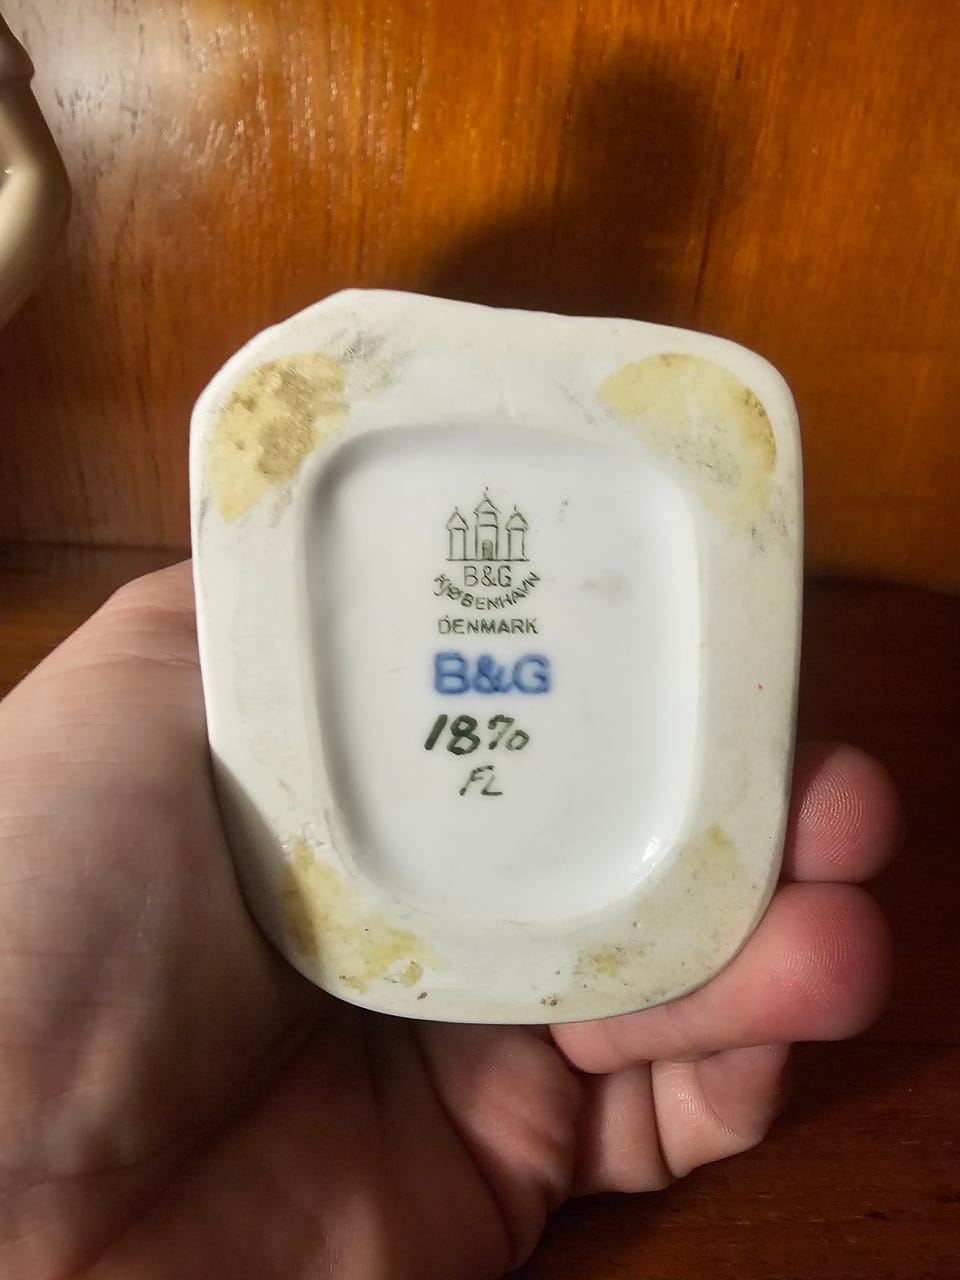 B&G
KJØBENHAVN
DENMARK
B&G
1870
FL